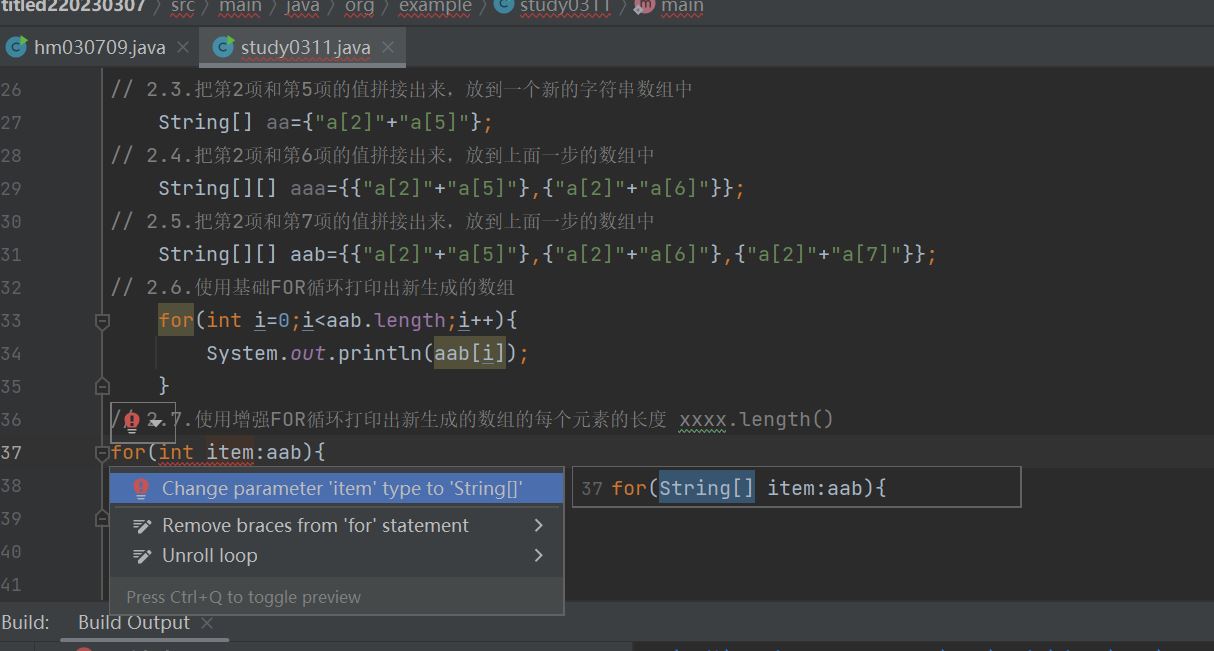 titled220230307 〉 src 〉 main 〉 java 〉 org 〉 example 〉 study0311 〉 main
hm030709.java
study0311.java
26 // 2.3.把第2项和第5项的值拼接出来，放到一个新的字符串数组中
27 String[] aa={"a[2]"+"a[5]"};
28 // 2.4.把第2项和第6项的值拼接出来，放到上面一步的数组中
29 String[][] aaa={{"a[2]"+"a[5]"},{"a[2]"+"a[6]"}};
30 // 2.5.把第2项和第7项的值拼接出来，放到上面一步的数组中
31 String[][] aab={{"a[2]"+"a[5]"},{"a[2]"+"a[6]"},{"a[2]"+"a[7]"}};
32 // 2.6.使用基础FOR循环打印出新生成的数组
33 for(int i=0;i<aab.length;i++){
34 System.out.println(aab[i]);
35 }
36 // 2.7.使用增强FOR循环打印出新生成的数组的每个元素的长度 xxxx.length()
37 for(int item:aab){
38 Change parameter 'item' type to 'String[]'
37 for(String[] item:aab){
39 Remove braces from 'for' statement
40 Unroll loop
41
Press Ctrl+Q to toggle preview
Build:
Build Output